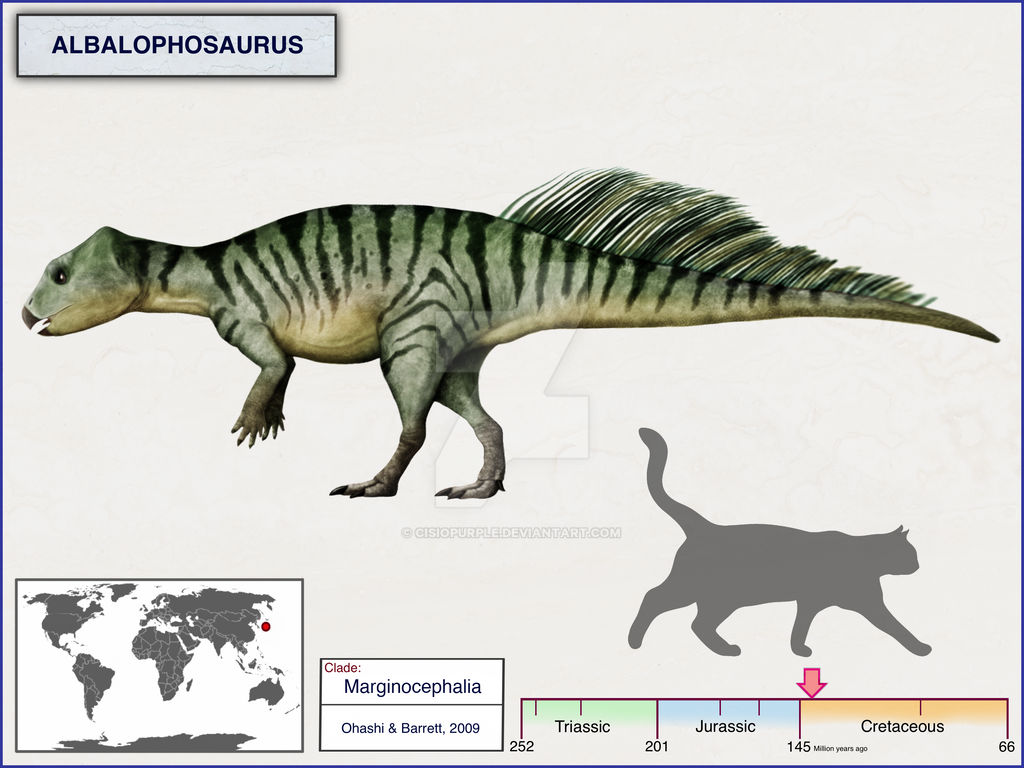 ALBALOPHOSAURUS
© CISIOPURPLE.DEVIANTART.COM
Clade:
Marginocephalia
Ohashi & Barrett, 2009
Triassic
Jurassic
Cretaceous
252
201
145 Million years ago
66